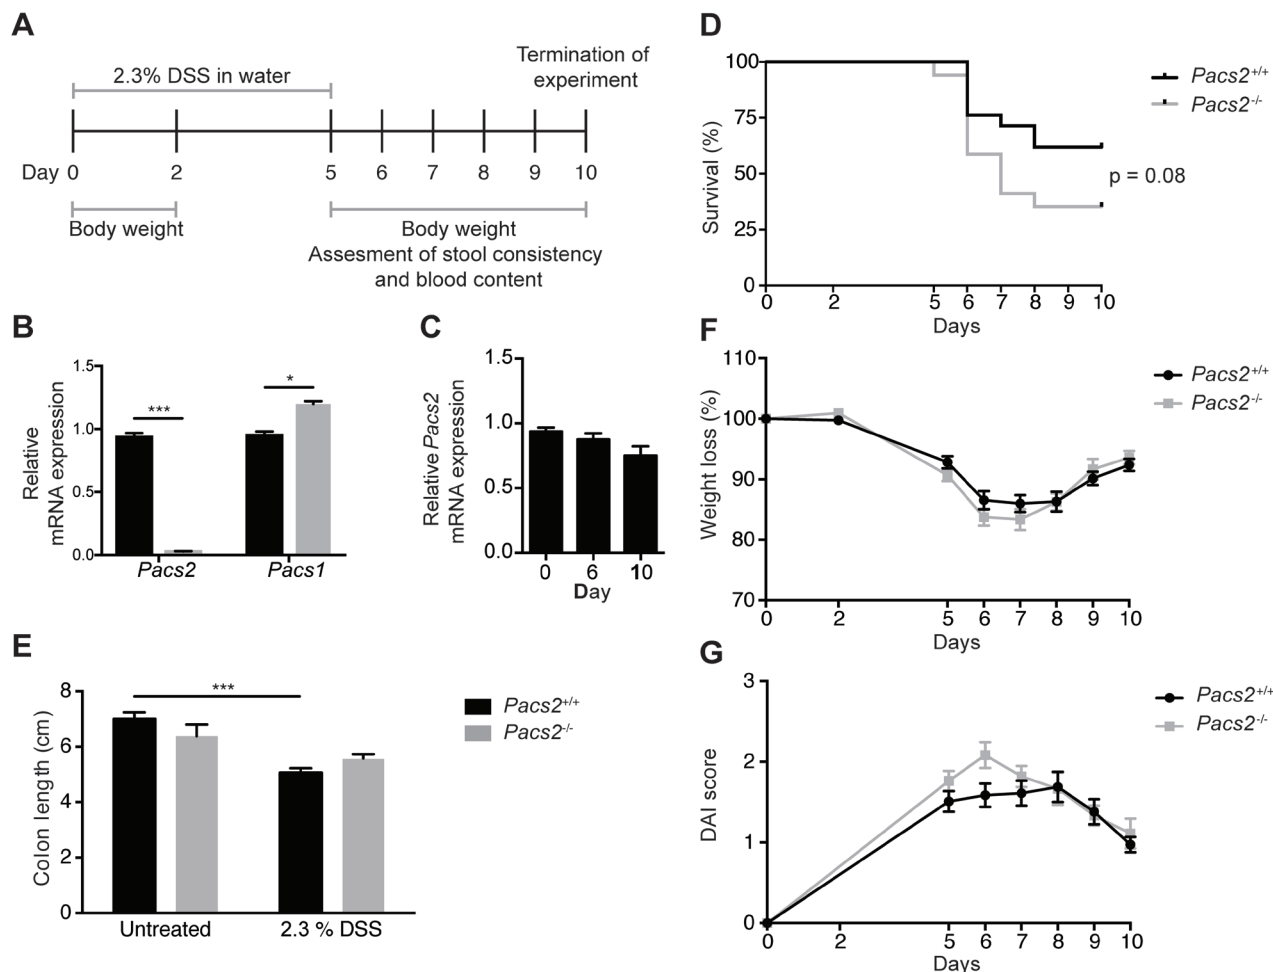 A
Termination of
experiment
2.3% DSS in water
Day 0 2 5 6 7 8 9 10
Body weight
Body weight
Assesment of stool consistency
and blood content
B
Relative
mRNA expression
1.5
1.0
0.5
0.0
***
*
Pacs2 Pacs1
C
Relative Pacs2
mRNA expression
1.5
1.0
0.5
0.0
0 6 10
Day
E
Colon length (cm)
8
6
4
2
0
***
Untreated 2.3 % DSS
Pacs2+/+
Pacs2-/-
D
Survival (%)
100
75
50
25
0
0 2 5 6 7 8 9 10
Days
Pacs2+/+
Pacs2-/-
p = 0.08
F
Weight loss (%)
110
100
90
80
70
0 2 5 6 7 8 9 10
Days
Pacs2+/+
Pacs2-/-
G
DAI score
3
2
1
0
0 2 5 6 7 8 9 10
Days
Pacs2+/+
Pacs2-/-